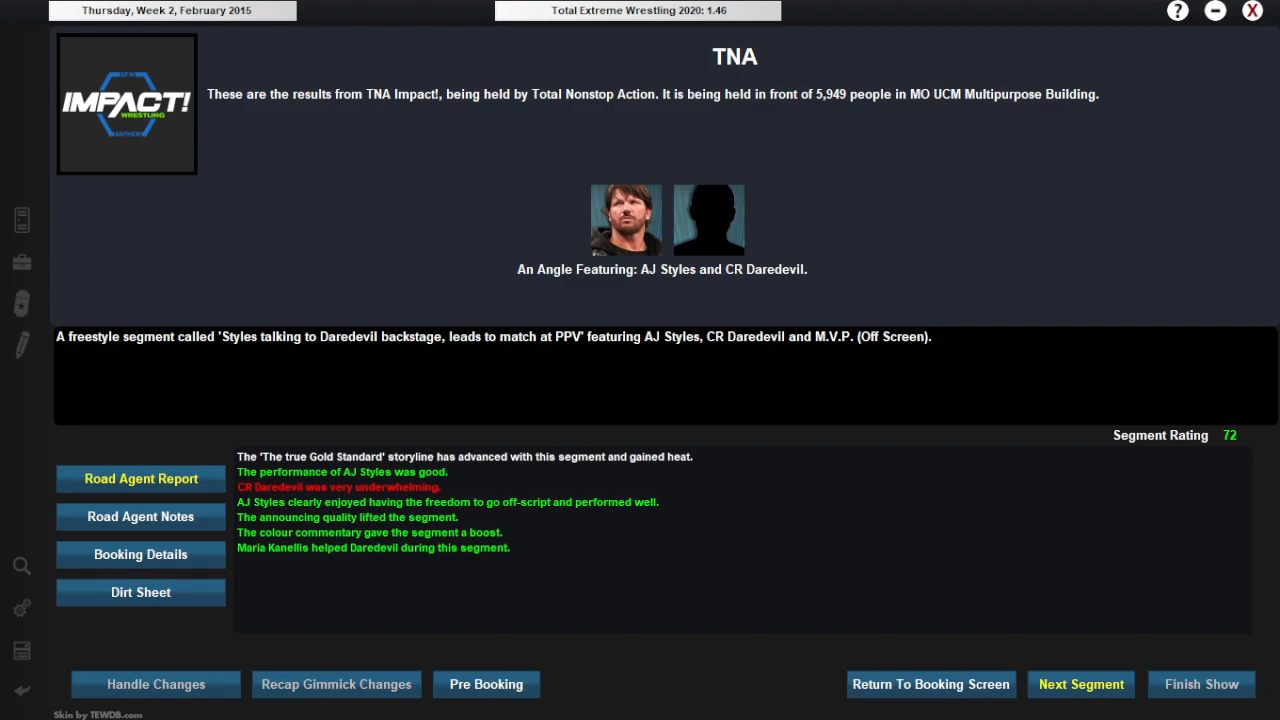 Thursday, Week 2, February 2015
Total Extreme Wrestling 2020: 1.46
? - X
TNA
GFW
IMPACT!
WRESTLING
ANTHEM
These are the results from TNA Impact!, being held by Total Nonstop Action. It is being held in front of 5,949 people in MO UCM Multipurpose Building.
An Angle Featuring: AJ Styles and CR Daredevil.
A freestyle segment called 'Styles talking to Daredevil backstage, leads to match at PPV' featuring AJ Styles, CR Daredevil and M.V.P. (Off Screen).
Segment Rating 72
Road Agent Report
Road Agent Notes
Booking Details
Dirt Sheet
The 'The true Gold Standard' storyline has advanced with this segment and gained heat.
The performance of AJ Styles was good.
CR Daredevil was very underwhelming.
AJ Styles clearly enjoyed having the freedom to go off-script and performed well.
The announcing quality lifted the segment.
The colour commentary gave the segment a boost.
Maria Kanellis helped Daredevil during this segment.
Handle Changes
Recap Gimmick Changes
Pre Booking
Return To Booking Screen
Next Segment
Finish Show
Skin by TEWDB.com